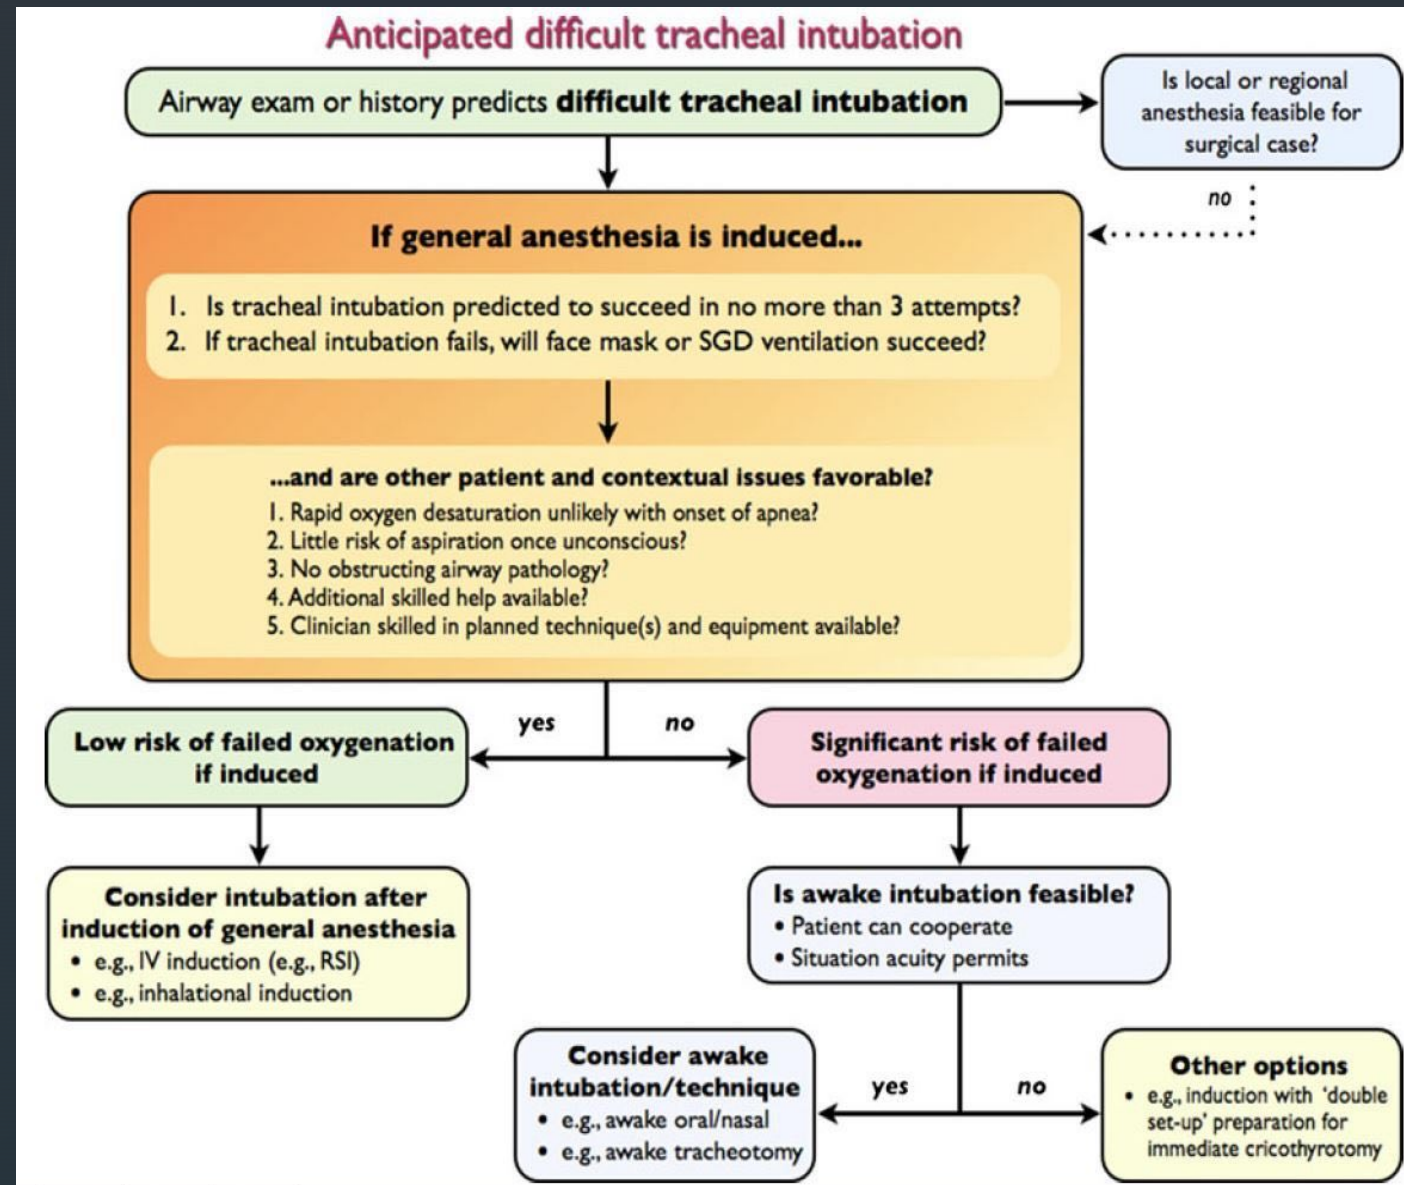 Anticipated difficult tracheal intubation
Airway exam or history predicts difficult tracheal intubation
Is local or regional
anesthesia feasible for
surgical case?
no
If general anesthesia is induced...
1. Is tracheal intubation predicted to succeed in no more than 3 attempts?
2. If tracheal intubation fails, will face mask or SGD ventilation succeed?
...and are other patient and contextual issues favorable?
1. Rapid oxygen desaturation unlikely with onset of apnea?
2. Little risk of aspiration once unconscious?
3. No obstructing airway pathology?
4. Additional skilled help available?
5. Clinician skilled in planned technique(s) and equipment available?
yes
no
Low risk of failed oxygenation
if induced
Significant risk of failed
oxygenation if induced
Consider intubation after
induction of general anesthesia
• e.g., IV induction (e.g., RSI)
• e.g., inhalational induction
Is awake intubation feasible?
• Patient can cooperate
• Situation acuity permits
yes
no
Consider awake
intubation/technique
• e.g., awake oral/nasal
• e.g., awake tracheotomy
Other options
• e.g., induction with 'double
set-up' preparation for
immediate cricothyrotomy